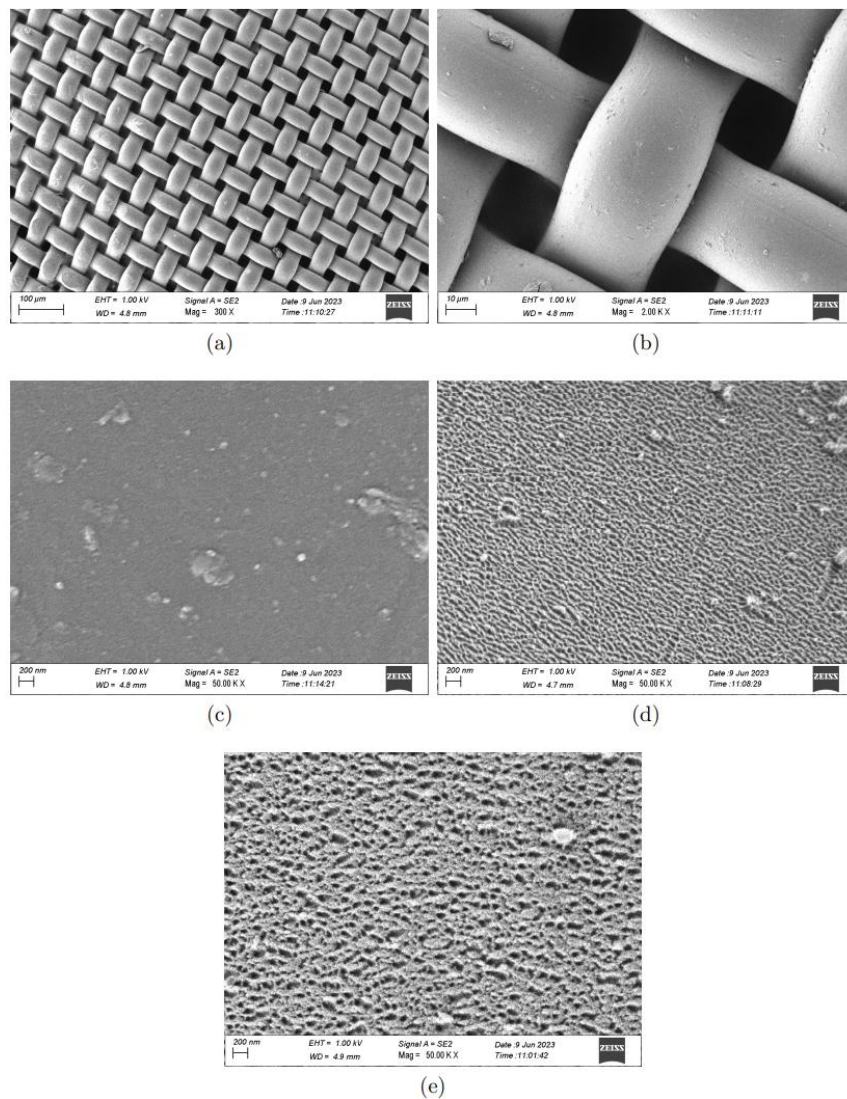 100 µm EHT = 1.00 kV Signal A = SE2 Date :9 Jun 2023 ZEISS
WD = 4.8 mm Mag = 300 X Time :11:10:27
(a)
10 µm EHT = 1.00 kV Signal A = SE2 Date :9 Jun 2023 ZEISS
WD = 4.8 mm Mag = 2.00 K X Time :11:11:11
(b)
200 nm EHT = 1.00 kV Signal A = SE2 Date :9 Jun 2023 ZEISS
WD = 4.8 mm Mag = 50.00 K X Time :11:14:21
(c)
200 nm EHT = 1.00 kV Signal A = SE2 Date :9 Jun 2023 ZEISS
WD = 4.7 mm Mag = 50.00 K X Time :11:08:29
(d)
200 nm EHT = 1.00 kV Signal A = SE2 Date :9 Jun 2023 ZEISS
WD = 4.9 mm Mag = 50.00 K X Time :11:01:42
(e)